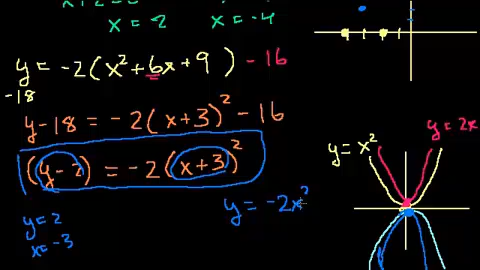 x = 2 x = -4
y = -2(x² + 6x + 9) - 16
-18
y - 18 = -2(x + 3)² - 16
(y - 2) = -2(x + 3)²
y = 2
x = -3
y = -2x²
y = x²
y = 2x